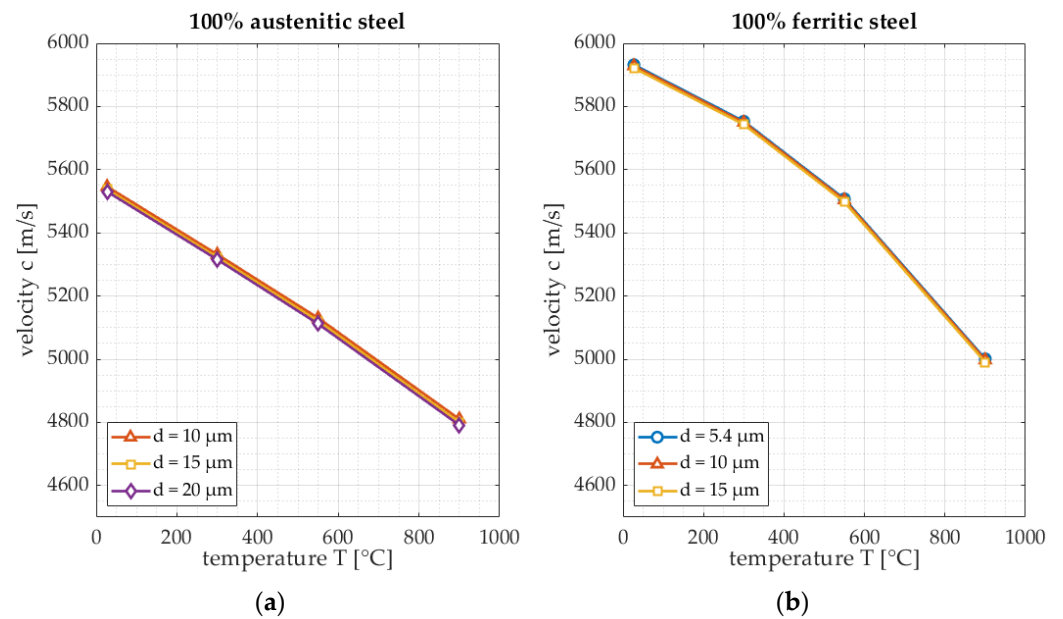 100% austenitic steel
6000
5800
5600
5400
5200
5000
4800
4600
velocity c [m/s]
d = 10 µm
d = 15 µm
d = 20 µm
0 200 400 600 800 1000
temperature T [°C]
(a)
100% ferritic steel
6000
5800
5600
5400
5200
5000
4800
4600
velocity c [m/s]
d = 5.4 µm
d = 10 µm
d = 15 µm
0 200 400 600 800 1000
temperature T [°C]
(b)